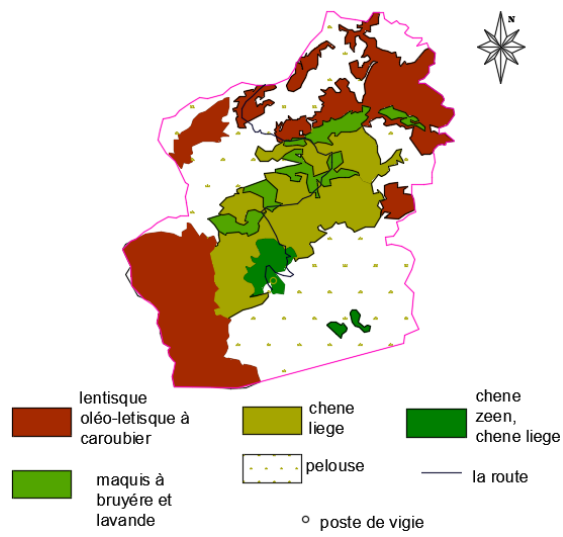 N
lentisque
oléo-letisque à
caroubier
chene
liege
chene
zeen,
chene liege
maquis à
bruyére et
lavande
pelouse
la route
poste de vigie